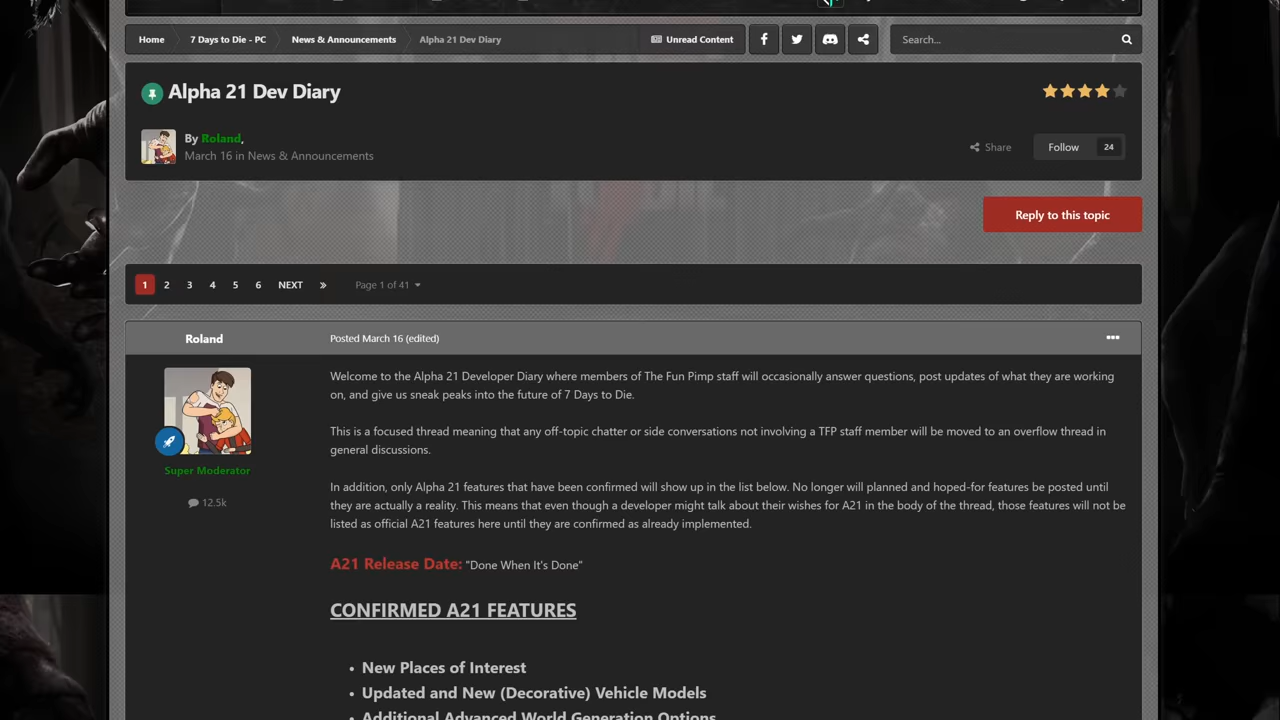 Home
7 Days to Die - PC
News & Announcements
Alpha 21 Dev Diary
Unread Content
Search...
Alpha 21 Dev Diary
By Roland,
March 16 in News & Announcements
Share
Follow 24
Reply to this topic
1 2 3 4 5 6 NEXT » Page 1 of 41
Roland
Posted March 16 (edited)
Super Moderator
12.5k
Welcome to the Alpha 21 Developer Diary where members of The Fun Pimp staff will occasionally answer questions, post updates of what they are working
on, and give us sneak peaks into the future of 7 Days to Die.
This is a focused thread meaning that any off-topic chatter or side conversations not involving a TFP staff member will be moved to an overflow thread in
general discussions.
In addition, only Alpha 21 features that have been confirmed will show up in the list below. No longer will planned and hoped-for features be posted until
they are actually a reality. This means that even though a developer might talk about their wishes for A21 in the body of the thread, those features will not be
listed as official A21 features here until they are confirmed as already implemented.
A21 Release Date: "Done When It's Done"
CONFIRMED A21 FEATURES
• New Places of Interest
• Updated and New (Decorative) Vehicle Models
• Additional Advanced World Generation Options